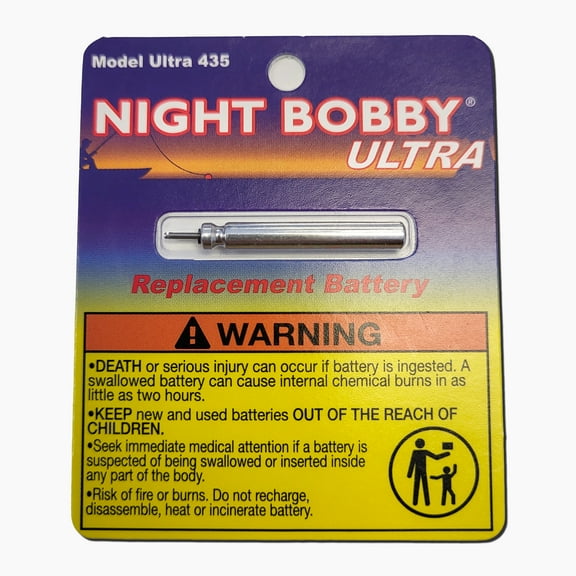 Model Ultra 435
NIGHT BOBBY®
ULTRA
Replacement Battery
WARNING
•DEATH or serious injury can occur if battery is ingested. A
swallowed battery can cause internal chemical burns in as
little as two hours.
•KEEP new and used batteries OUT OF THE REACH OF
CHILDREN.
•Seek immediate medical attention if a battery is
suspected of being swallowed or inserted inside
any part of the body.
•Risk of fire or burns. Do not recharge,
disassemble, heat or incinerate battery.